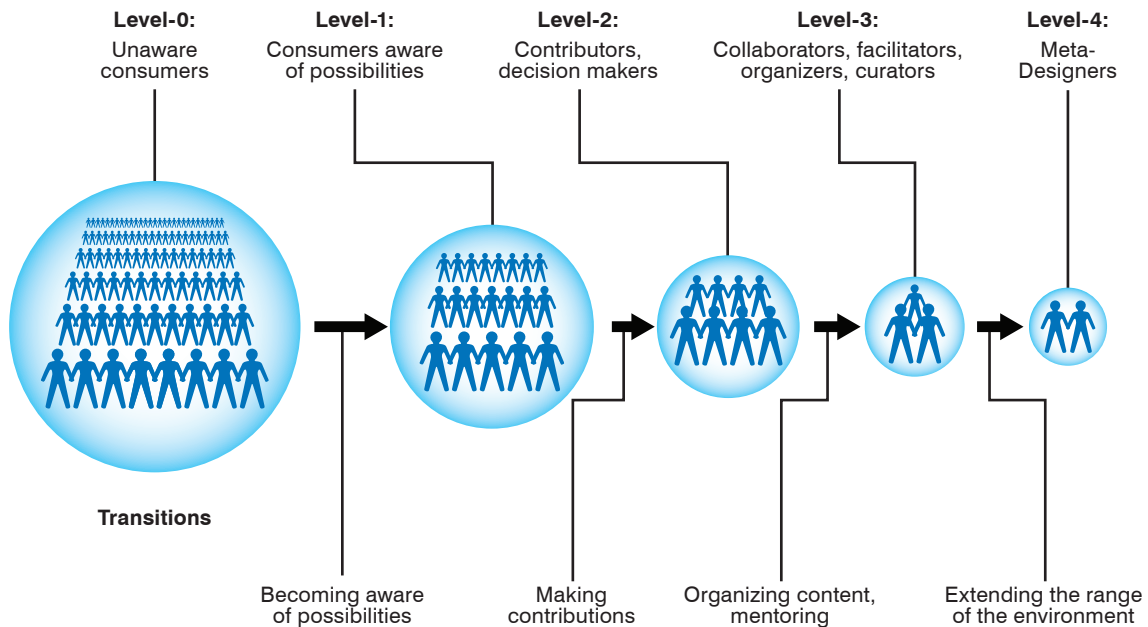 Level-0:
Unaware
consumers
Level-1:
Consumers aware
of possibilities
Level-2:
Contributors,
decision makers
Level-3:
Collaborators, facilitators,
organizers, curators
Level-4:
Meta-
Designers
Transitions
Becoming aware
of possibilities
Making
contributions
Organizing content,
mentoring
Extending the range
of the environment